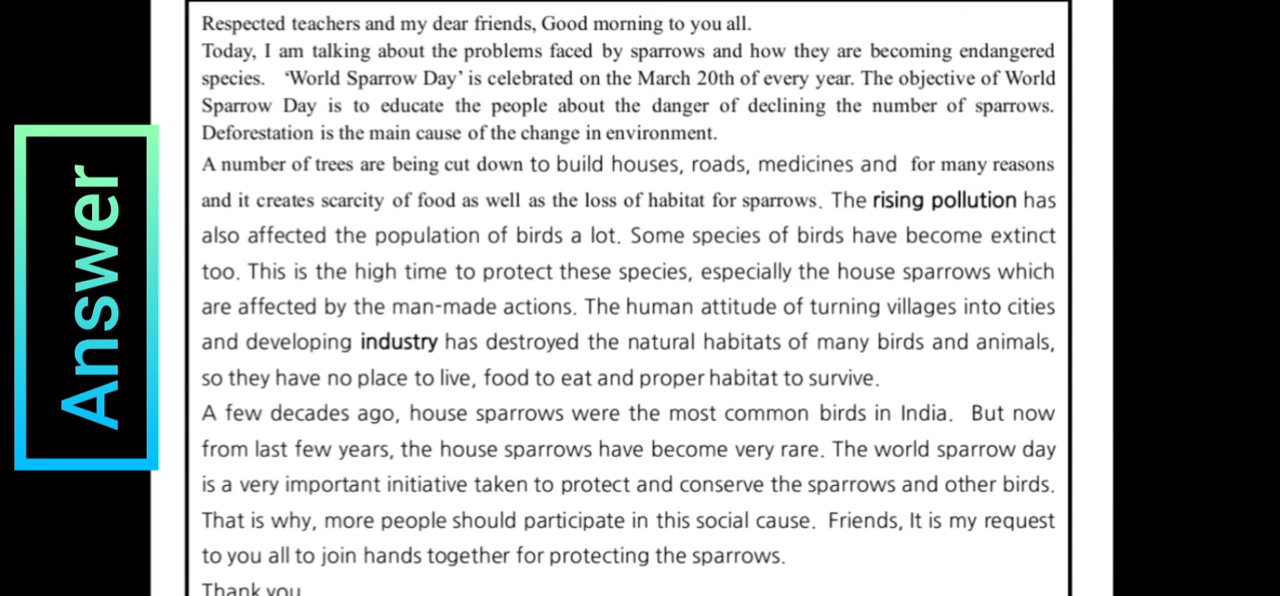 Respected teachers and my dear friends, Good morning to you all.
Today, I am talking about the problems faced by sparrows and how they are becoming endangered
species. ‘World Sparrow Day’ is celebrated on the March 20th of every year. The objective of World
Sparrow Day is to educate the people about the danger of declining the number of sparrows.
Deforestation is the main cause of the change in environment.
A number of trees are being cut down to build houses, roads, medicines and for many reasons
and it creates scarcity of food as well as the loss of habitat for sparrows. The rising pollution has
also affected the population of birds a lot. Some species of birds have become extinct
too. This is the high time to protect these species, especially the house sparrows which
are affected by the man-made actions. The human attitude of turning villages into cities
and developing industry has destroyed the natural habitats of many birds and animals,
so they have no place to live, food to eat and proper habitat to survive.
A few decades ago, house sparrows were the most common birds in India. But now
from last few years, the house sparrows have become very rare. The world sparrow day
is a very important initiative taken to protect and conserve the sparrows and other birds.
That is why, more people should participate in this social cause. Friends, It is my request
to you all to join hands together for protecting the sparrows.
Thank you
Answer